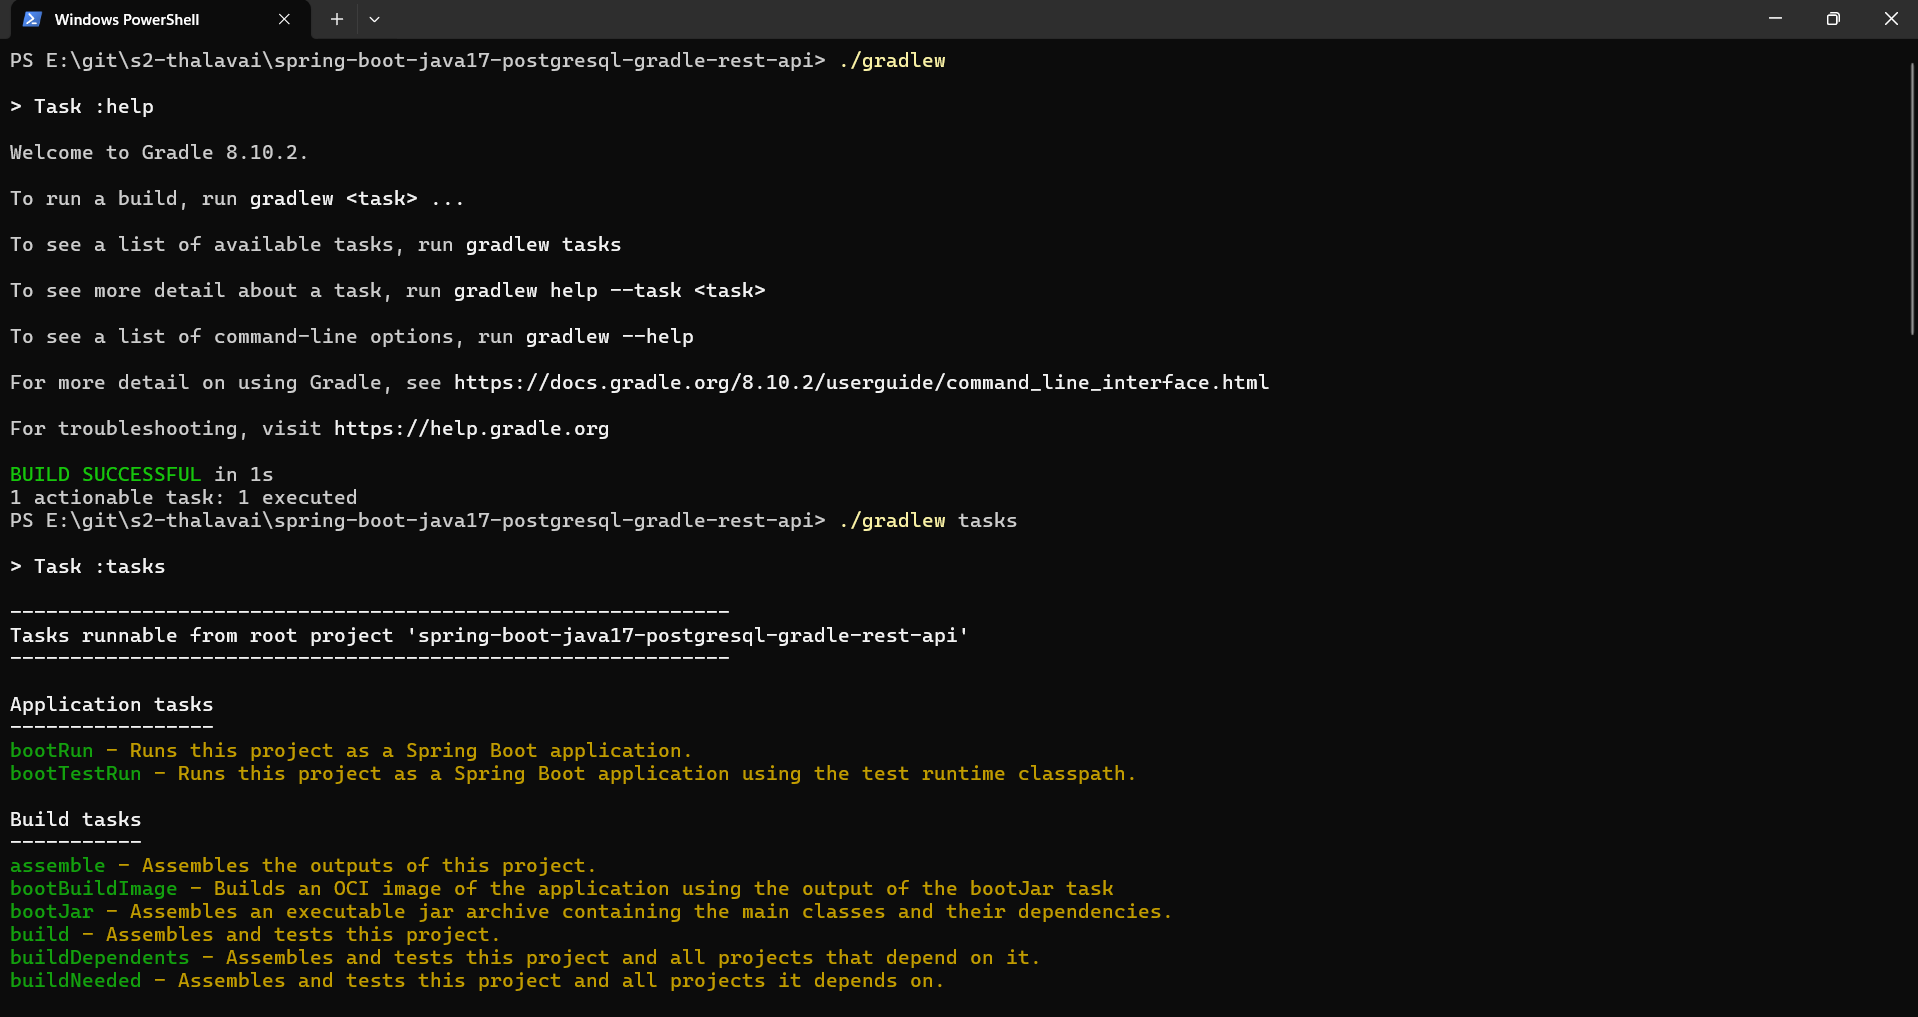 Windows PowerShell
PS E:\git\s2-thalavai\spring-boot-java17-postgresql-gradle-rest-api> ./gradlew
> Task :help
Welcome to Gradle 8.10.2.
To run a build, run gradlew <task> ...
To see a list of available tasks, run gradlew tasks
To see more detail about a task, run gradlew help --task <task>
To see a list of command-line options, run gradlew --help
For more detail on using Gradle, see https://docs.gradle.org/8.10.2/userguide/command_line_interface.html
For troubleshooting, visit https://help.gradle.org
BUILD SUCCESSFUL in 1s
1 actionable task: 1 executed
PS E:\git\s2-thalavai\spring-boot-java17-postgresql-gradle-rest-api> ./gradlew tasks
> Task :tasks
------------------------------------------------------------
Tasks runnable from root project 'spring-boot-java17-postgresql-gradle-rest-api'
------------------------------------------------------------
Application tasks
-----------------
bootRun - Runs this project as a Spring Boot application.
bootTestRun - Runs this project as a Spring Boot application using the test runtime classpath.
Build tasks
-----------
assemble - Assembles the outputs of this project.
bootBuildImage - Builds an OCI image of the application using the output of the bootJar task
bootJar - Assembles an executable jar archive containing the main classes and their dependencies.
build - Assembles and tests this project.
buildDependents - Assembles and tests this project and all projects that depend on it.
buildNeeded - Assembles and tests this project and all projects it depends on.